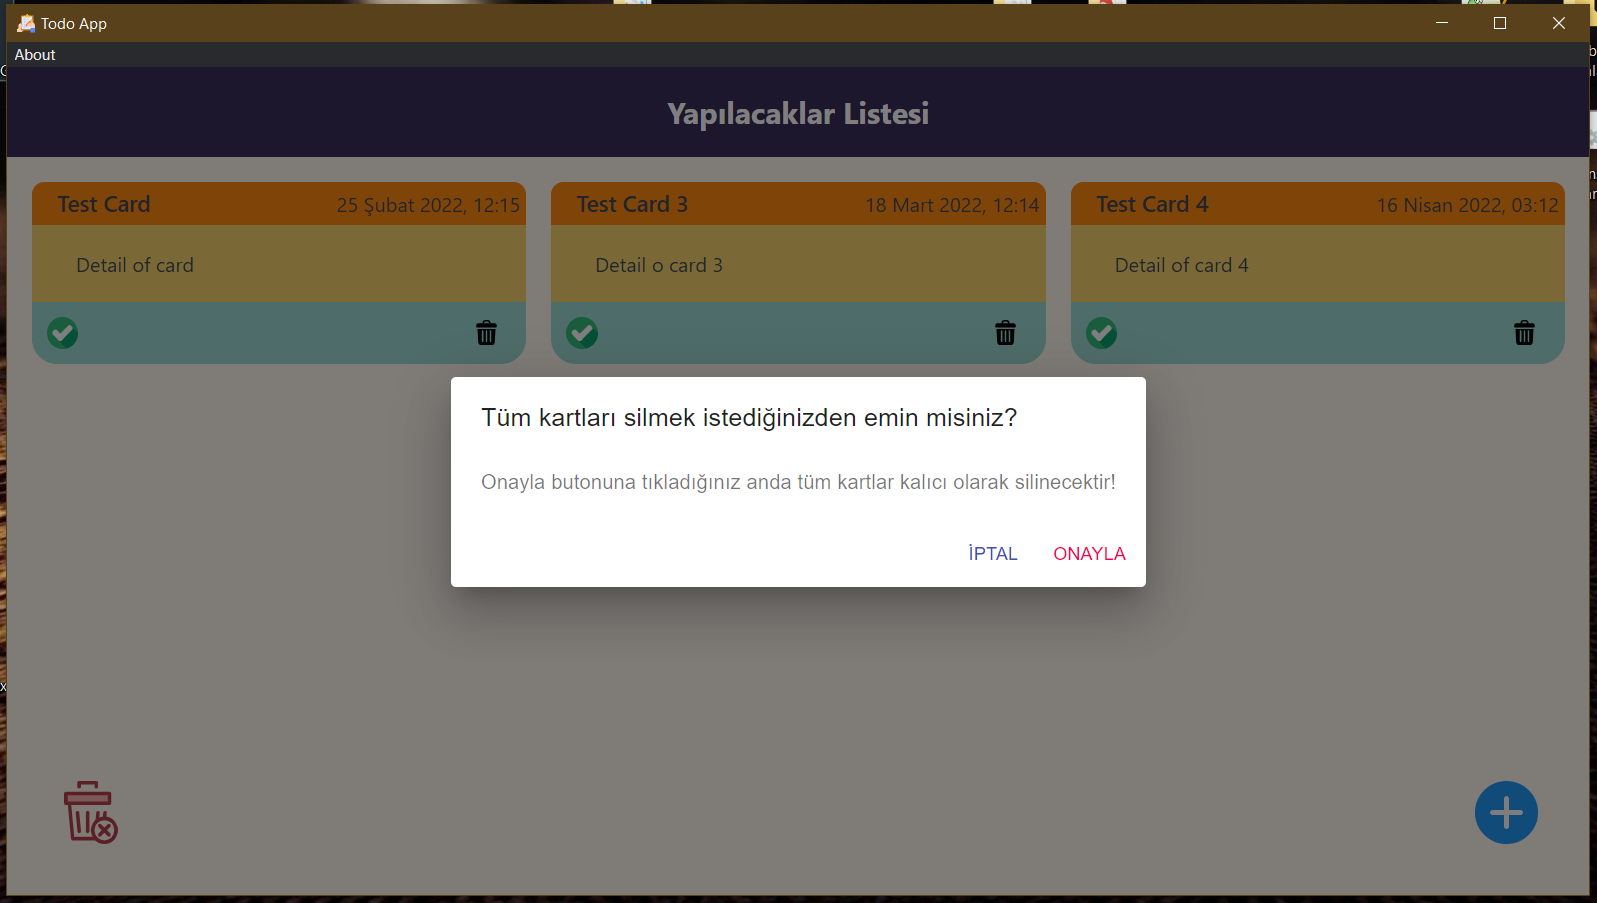 Todo App
About
Yapılacaklar Listesi
Test Card 25 Şubat 2022, 12:15
Detail of card
Test Card 3 18 Mart 2022, 12:14
Detail o card 3
Test Card 4 16 Nisan 2022, 03:12
Detail of card 4
Tüm kartları silmek istediğinizden emin misiniz?
Onayla butonuna tıkladığınız anda tüm kartlar kalıcı olarak silinecektir!
İPTAL ONAYLA